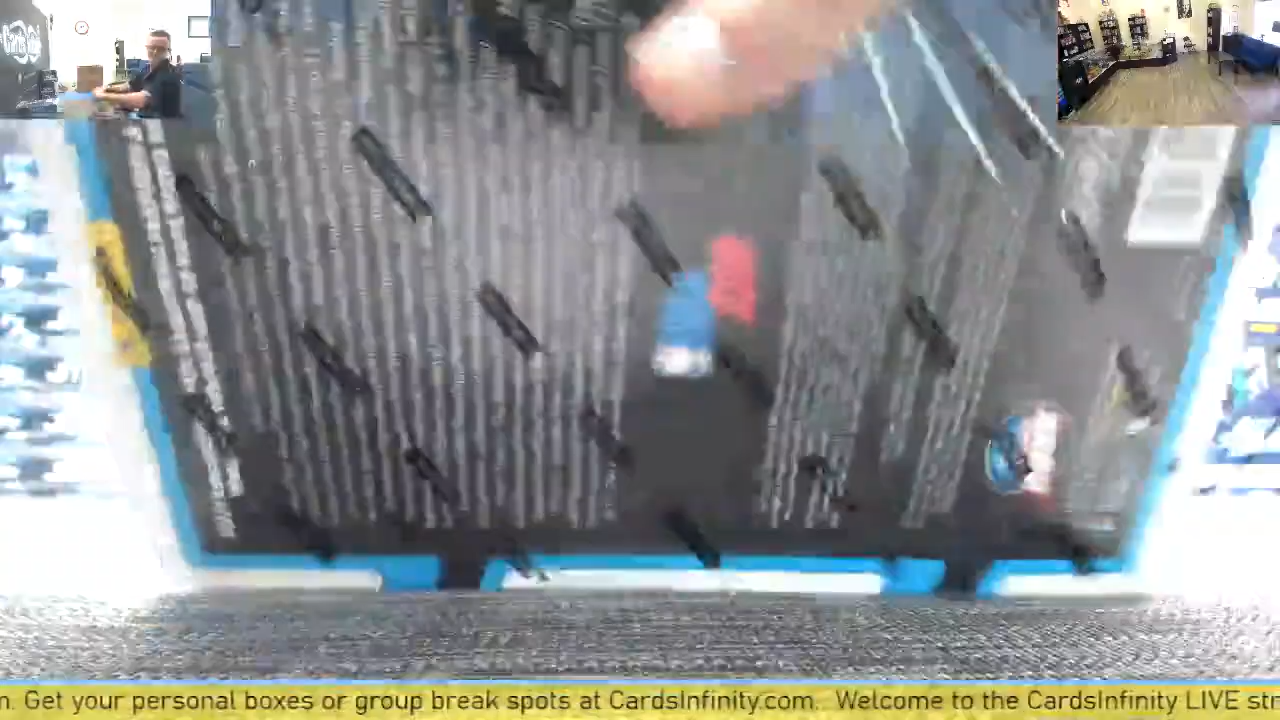 n. Get your personal boxes or group break spots at CardsInfinity.com.  Welcome to the CardsInfinity LIVE str